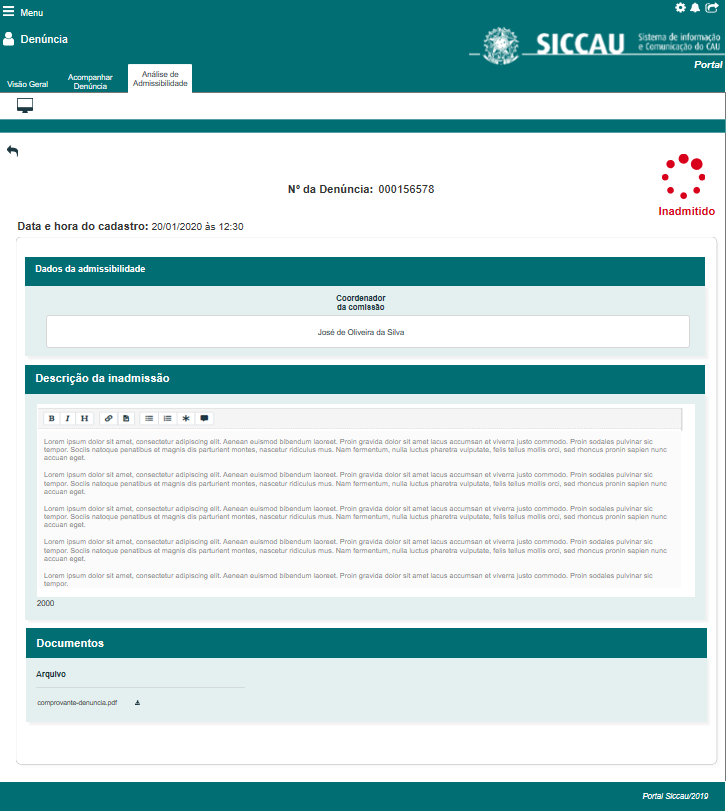 Menu
Denúncia
SICCAU
Sistema de informação
e Comunicação do CAU
Portal
Visão Geral
Acompanhar
Denúncia
Análise de
Admissibilidade
Nº da Denúncia: 000156578
Inadmitido
Data e hora do cadastro: 20/01/2020 às 12:30
Dados da admissibilidade
Coordenador
da comissão
José de Oliveira da Silva
Descrição da inadmissão
B I H
Lorem ipsum dolor sit amet, consectetur adipiscing elit. Aenean euismod bibendum laoreet. Proin gravida dolor sit amet lacus accumsan et viverra justo commodo. Proin sodales pulvinar sic
tempor. Sociis natoque penatibus et magnis dis parturient montes, nascetur ridiculus mus. Nam fermentum, nulla luctus pharetra vulputate, felis tellus mollis orci, sed rhoncus pronin sapien nunc
accuan eget.
Lorem ipsum dolor sit amet, consectetur adipiscing elit. Aenean euismod bibendum laoreet. Proin gravida dolor sit amet lacus accumsan et viverra justo commodo. Proin sodales pulvinar sic
tempor. Sociis natoque penatibus et magnis dis parturient montes, nascetur ridiculus mus. Nam fermentum, nulla luctus pharetra vulputate, felis tellus mollis orci, sed rhoncus pronin sapien nunc
accuan eget.
Lorem ipsum dolor sit amet, consectetur adipiscing elit. Aenean euismod bibendum laoreet. Proin gravida dolor sit amet lacus accumsan et viverra justo commodo. Proin sodales pulvinar sic
tempor. Sociis natoque penatibus et magnis dis parturient montes, nascetur ridiculus mus. Nam fermentum, nulla luctus pharetra vulputate, felis tellus mollis orci, sed rhoncus pronin sapien nunc
accuan eget.
Lorem ipsum dolor sit amet, consectetur adipiscing elit. Aenean euismod bibendum laoreet. Proin gravida dolor sit amet lacus accumsan et viverra justo commodo. Proin sodales pulvinar sic
tempor. Sociis natoque penatibus et magnis dis parturient montes, nascetur ridiculus mus. Nam fermentum, nulla luctus pharetra vulputate, felis tellus mollis orci, sed rhoncus pronin sapien nunc
accuan eget.
Lorem ipsum dolor sit amet, consectetur adipiscing elit. Aenean euismod bibendum laoreet. Proin gravida dolor sit amet lacus accumsan et viverra justo commodo. Proin sodales pulvinar sic
tempor.
2000
Documentos
Arquivo
comprovante-denuncia.pdf
Portal Siccau/2019